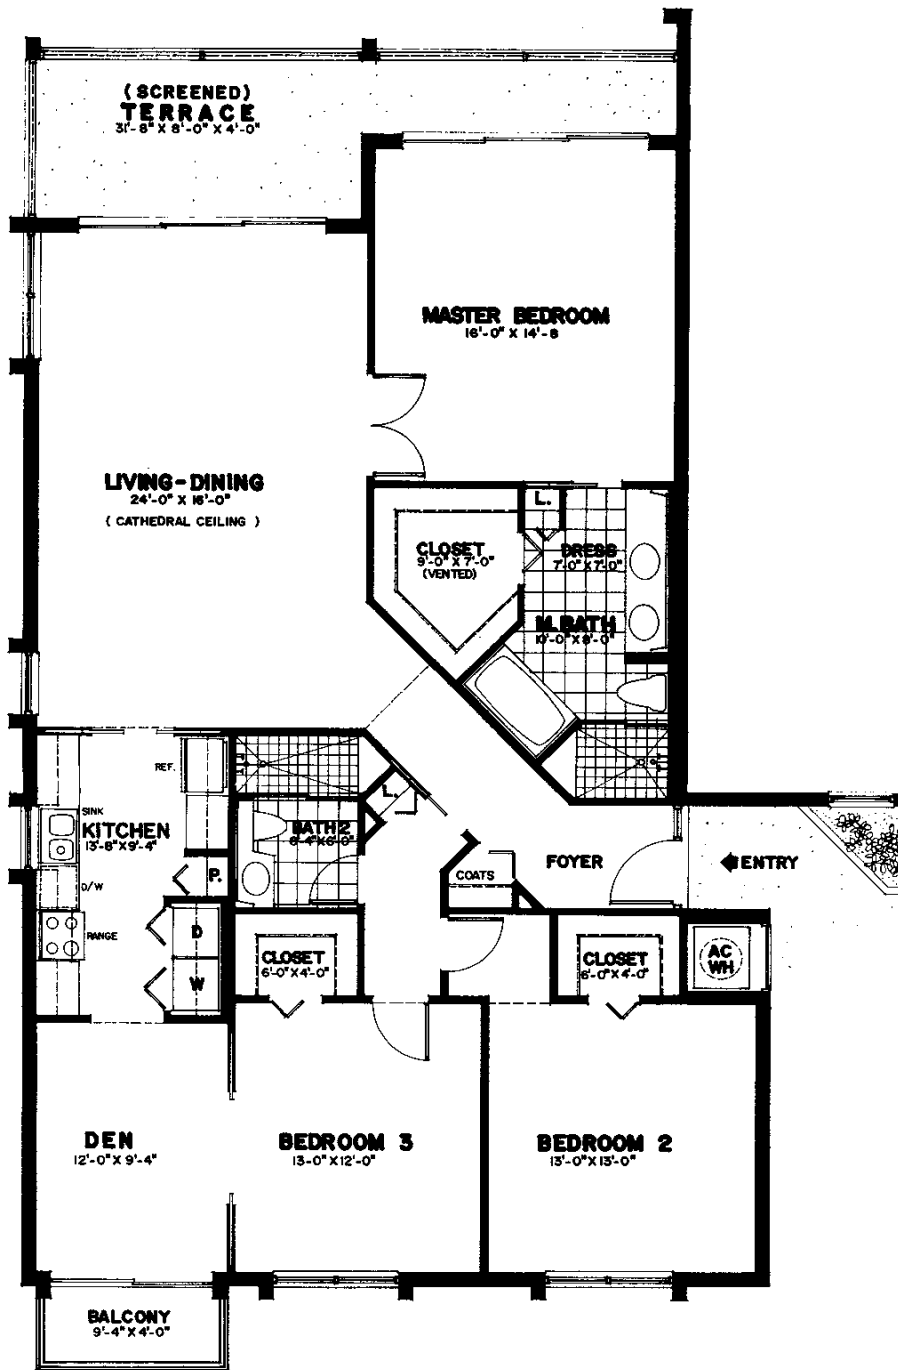 (SCREENED)
TERRACE
31'-8" X 8'-0" X 4'-0"
MASTER BEDROOM
16'-0" X 14'-8
LIVING-DINING
24'-0" X 16'-0"
( CATHEDRAL CEILING )
L.
CLOSET
9'-0" X 7'-0"
(VENTED)
DRESS
7'-0" X 7'-0"
M.BATH
10'-0" X 8'-0"
REF.
SINK
KITCHEN
13'-8" X 9'-4"
D/W
RANGE
P.
D
W
L.
BATH 2
8'-4" X 6'-0"
COATS
FOYER
ENTRY
CLOSET
6'-0" X 4'-0"
CLOSET
6'-0" X 4'-0"
AC
WH
DEN
12'-0" X 9'-4"
BEDROOM 3
13-0" X 12'-0"
BEDROOM 2
13'-0" X 13'-0"
BALCONY
9'-4" X 4'-0"